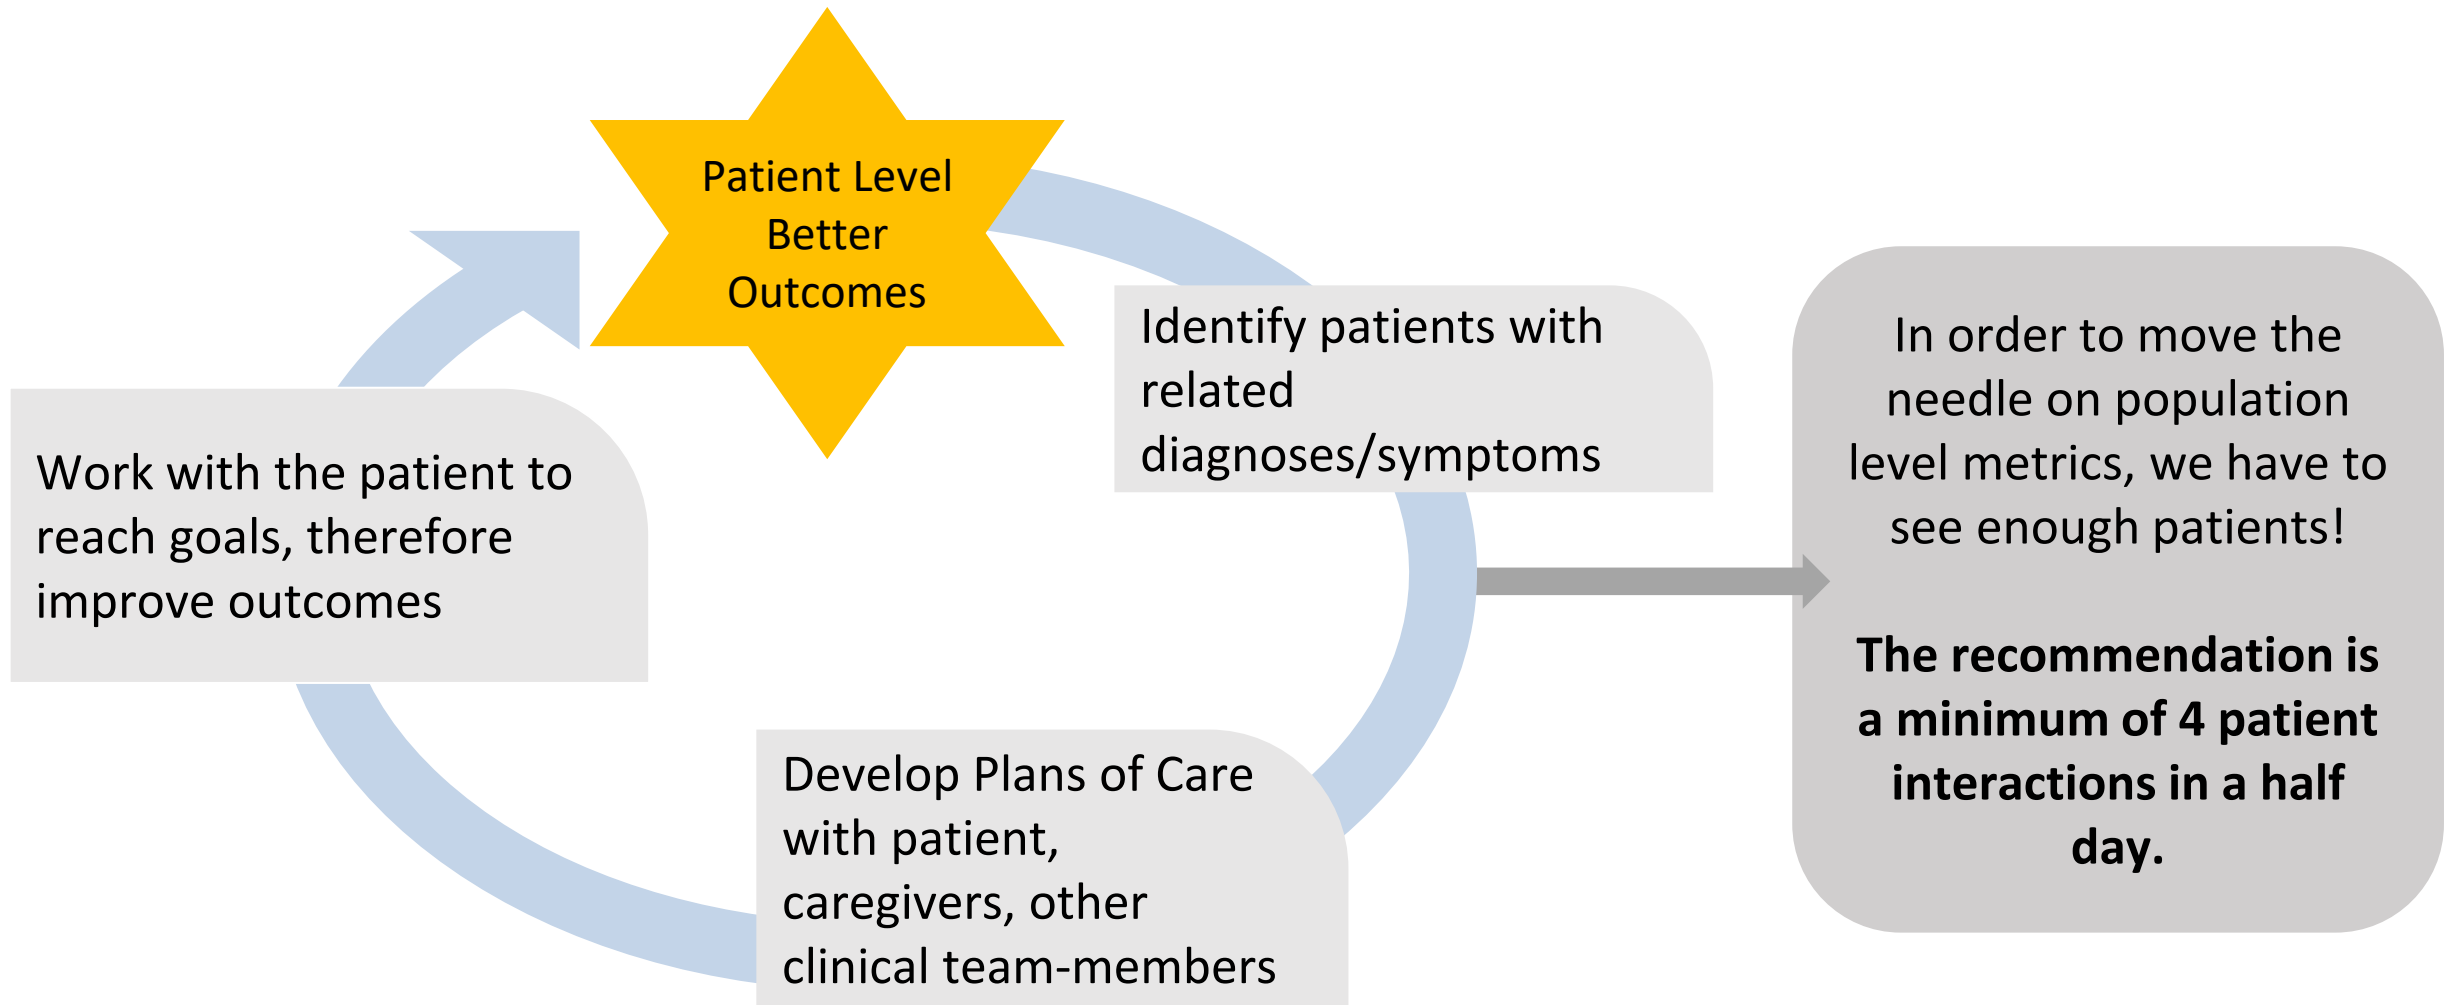 Patient Level
Better
Outcomes
Identify patients with
related
diagnoses/symptoms
Work with the patient to
reach goals, therefore
improve outcomes
Develop Plans of Care
with patient,
caregivers, other
clinical team-members
In order to move the
needle on population
level metrics, we have to
see enough patients!
The recommendation is
a minimum of 4 patient
interactions in a half
day.